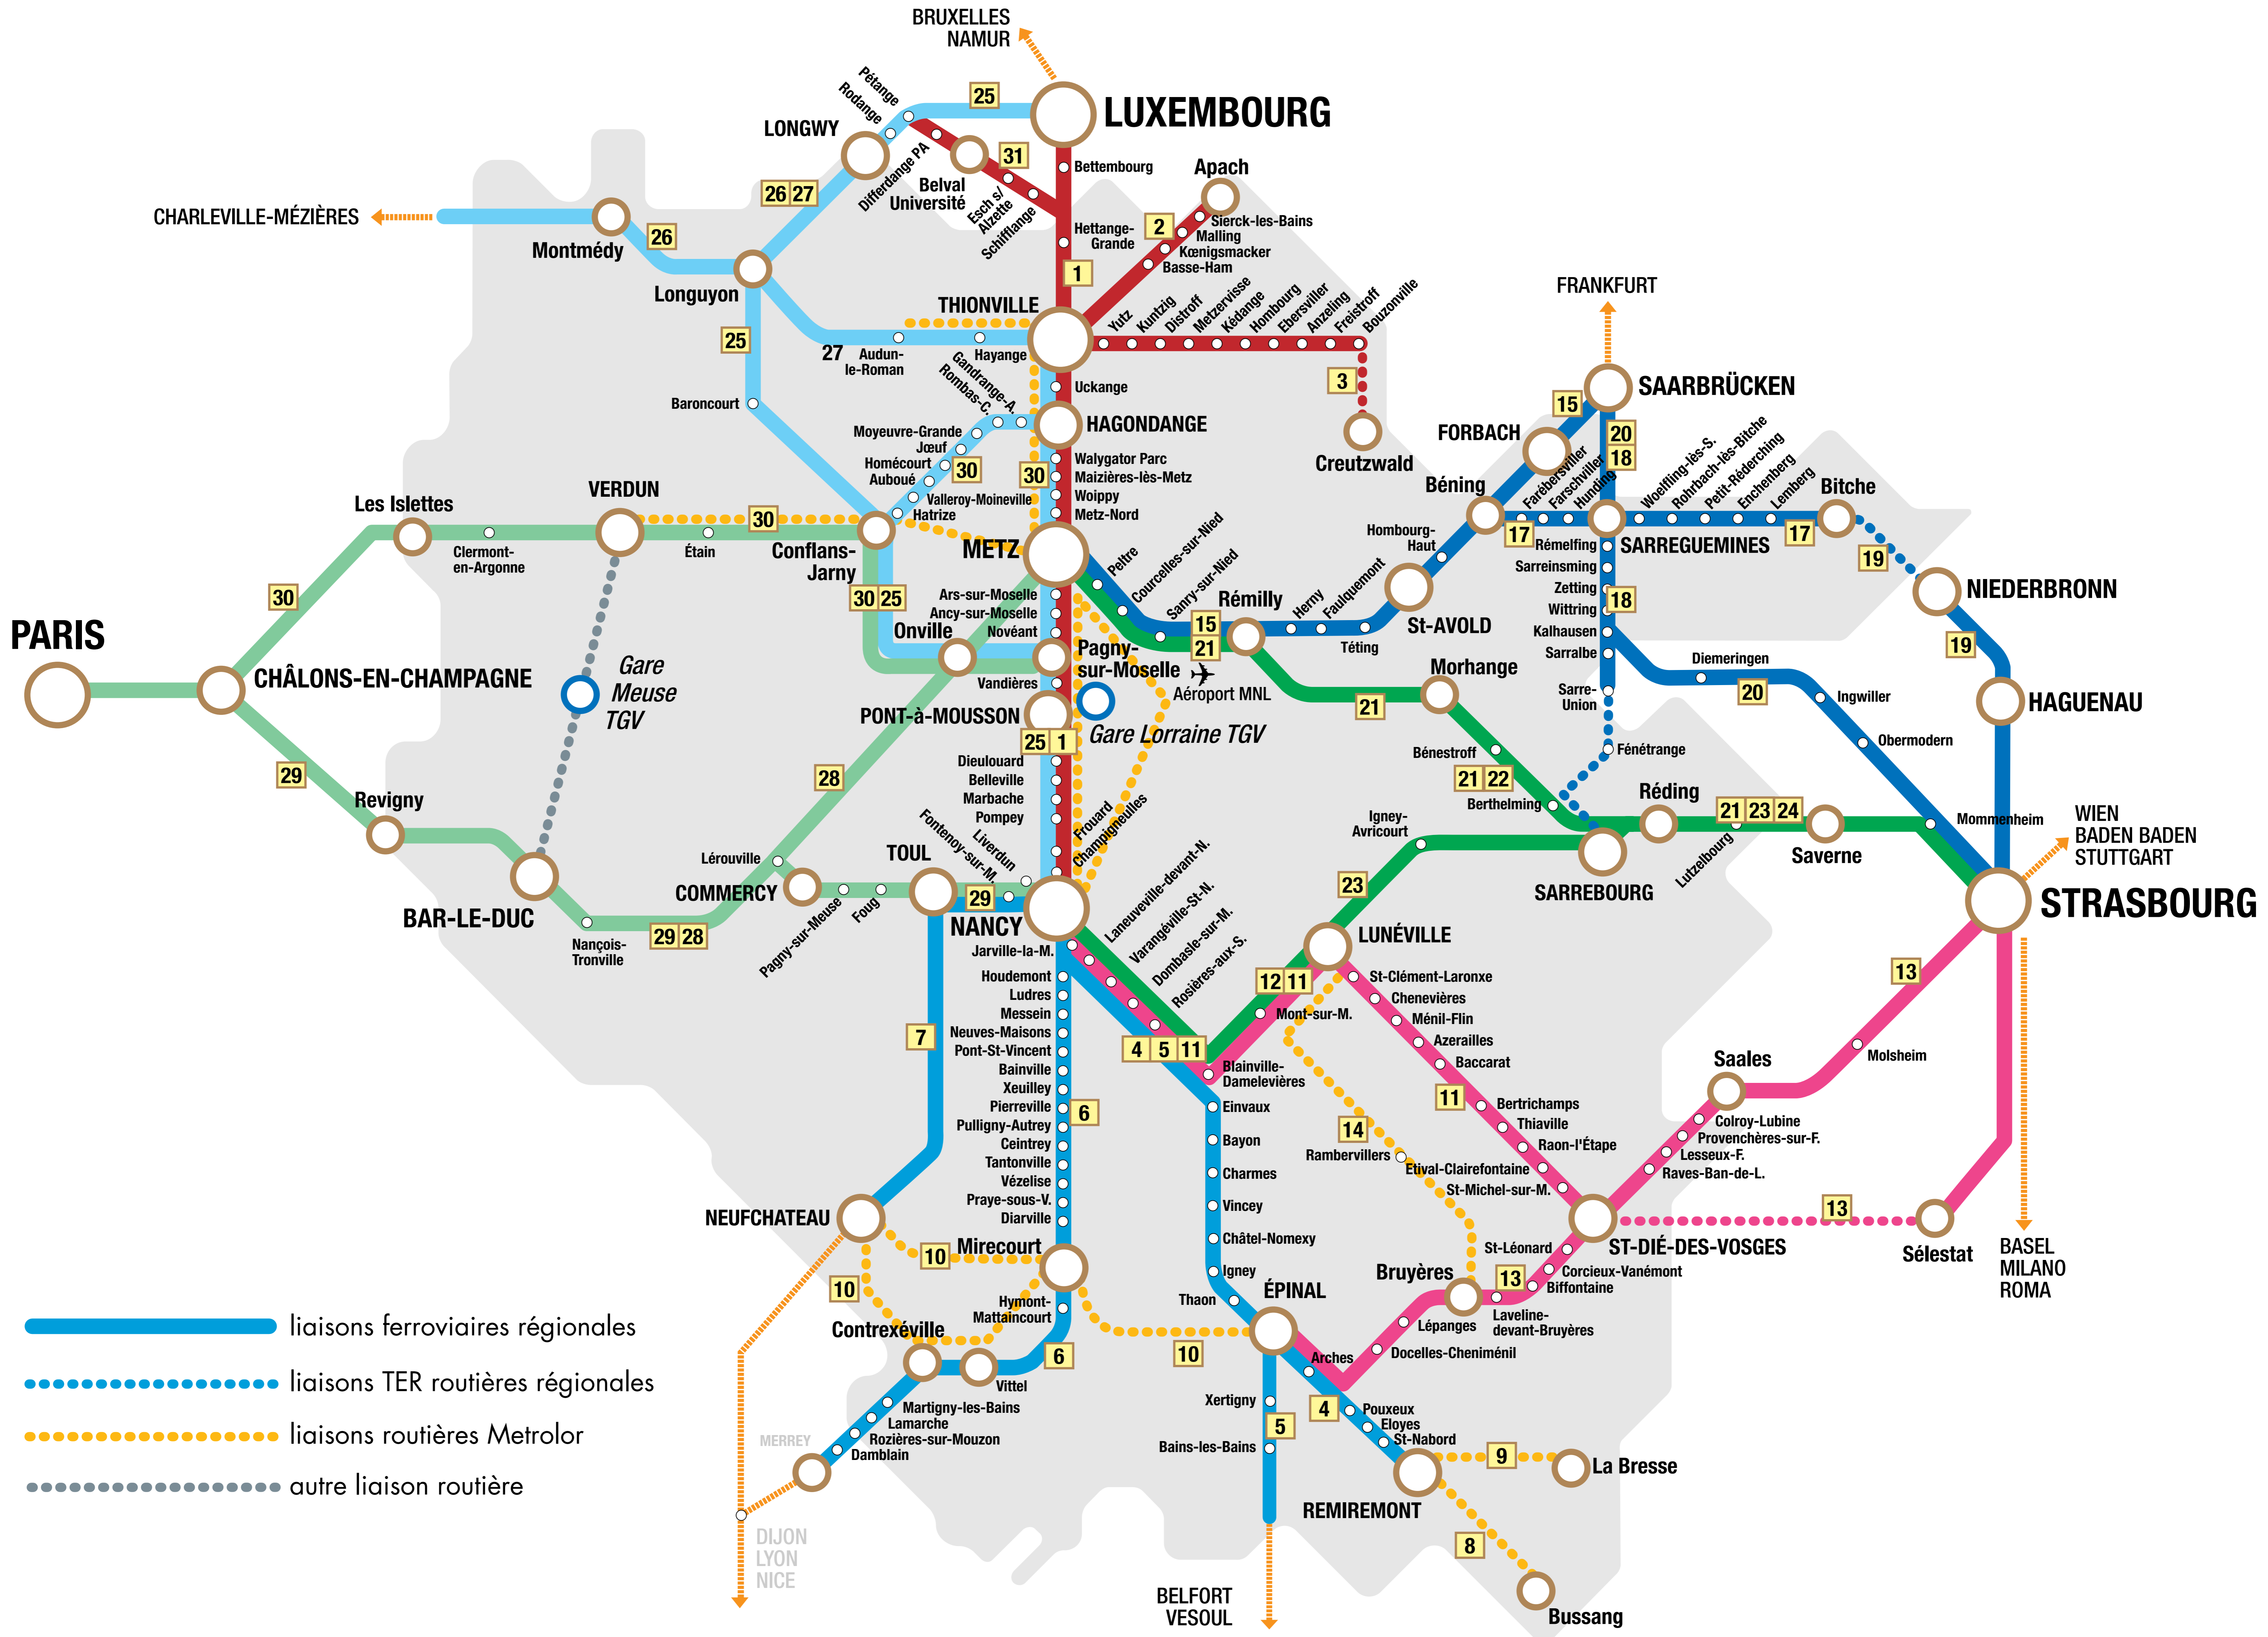 BRUXELLES
NAMUR
Pétange
Rodange
25
LUXEMBOURG
LONGWY
Differdange PA
31
Belval
Université
Esch s/
Alzette
Schifflange
Bettembourg
Apach
26 27
CHARLEVILLE-MÉZIÈRES
Montmédy
26
Hettange-
Grande
2
Sierck-les-Bains
Malling
Kœnigsmacker
Basse-Ham
1
Longuyon
THIONVILLE
Yutz
Kuntzig
Distroff
Metzervisse
Kédange
Hombourg
Ebersviller
Anzeling
Freistroff
Bouzonville
FRANKFURT
25
27
Audun-
le-Roman
Hayange
Gandrange-A.
Rombas-C.
Uckange
3
SAARBRÜCKEN
15
Baroncourt
Moyeuvre-Grande
Jœuf
Homécourt
Auboué
30
Valleroy-Moineville
Hatrize
HAGONDANGE
30
Walygator Parc
Maizières-lès-Metz
Woippy
Metz-Nord
Creutzwald
FORBACH
20
18
Béning
Farébersviller
Farschviller
Hunding
Woelfling-lès-S.
Rohrbach-lès-Bitche
Petit-Réderching
Enchenberg
Lemberg
Bitche
17
17
19
Les Islettes
VERDUN
30
Clermont-
en-Argonne
Étain
Conflans-
Jarny
METZ
Peltre
Courcelles-sur-Nied
Sanry-sur-Nied
Hombourg-
Haut
SARREGUEMINES
Rémelfing
Sarreinsming
Zetting
Wittring
18
Kalhausen
Sarralbe
Sarre-
Union
NIEDERBRONN
19
30
30 25
Ars-sur-Moselle
Ancy-sur-Moselle
Novéant
Onville
15
21
Rémilly
Herny
Faulquemont
Téting
St-AVOLD
PARIS
CHÂLONS-EN-CHAMPAGNE
Gare
Meuse
TGV
Pagny-
sur-Moselle
Vandières
Aéroport MNL
PONT-à-MOUSSON
25 1
Gare Lorraine TGV
Morhange
21
Diemeringen
20
Ingwiller
Obermodern
HAGUENAU
29
28
Dieulouard
Belleville
Marbache
Pompey
Frouard
Champigneulles
Bénestroff
21 22
Berthelming
Fénétrange
Réding
21 23 24
Lutzelbourg
Saverne
Mommenheim
WIEN
BADEN BADEN
STUTTGART
Revigny
Lérouville
COMMERCY
Pagny-sur-Meuse
Foug
TOUL
29
Fontenoy-sur-M.
Liverdun
NANCY
BAR-LE-DUC
Nançois-
Tronville
29 28
Igney-
Avricourt
SARREBOURG
23
STRASBOURG
Laneuveville-devant-N.
Varangéville-St-N.
Dombasle-sur-M.
Rosières-aux-S.
LUNÉVILLE
12 11
Mont-sur-M.
4 5 11
Blainville-
Damelevières
Jarville-la-M.
Houdemont
Ludres
Messein
Neuves-Maisons
Pont-St-Vincent
Bainville
Xeuilley
Pierreville
Pulligny-Autrey
Ceintrey
Tantonville
Vézelise
Praye-sous-V.
Diarville
7
6
Einvaux
Bayon
Charmes
Vincey
Châtel-Nomexy
Igney
Thaon
St-Clément-Laronxe
Chenevières
Ménil-Flin
Azerailles
Baccarat
11
Bertrichamps
Thiaville
Raon-l'Étape
Etival-Clairefontaine
St-Michel-sur-M.
14
Rambervillers
13
Molsheim
Saales
Colroy-Lubine
Provenchères-sur-F.
Lesseux-F.
Raves-Ban-de-L.
ST-DIÉ-DES-VOSGES
13
Sélestat
BASEL
MILANO
ROMA
NEUFCHATEAU
10
Mirecourt
10
Hymont-
Mattaincourt
Contrexéville
Vittel
6
10
ÉPINAL
Bruyères
13
St-Léonard
Corcieux-Vanémont
Biffontaine
Laveline-
devant-Bruyères
Lépanges
Docelles-Cheniménil
Arches
4
Pouxeux
Eloyes
St-Nabord
Xertigny
5
Bains-les-Bains
REMIREMONT
9
La Bresse
8
Bussang
Martigny-les-Bains
Lamarche
Rozières-sur-Mouzon
Damblain
MERREY
DIJON
LYON
NICE
BELFORT
VESOUL
liaisons ferroviaires régionales
liaisons TER routières régionales
liaisons routières Metrolor
autre liaison routière